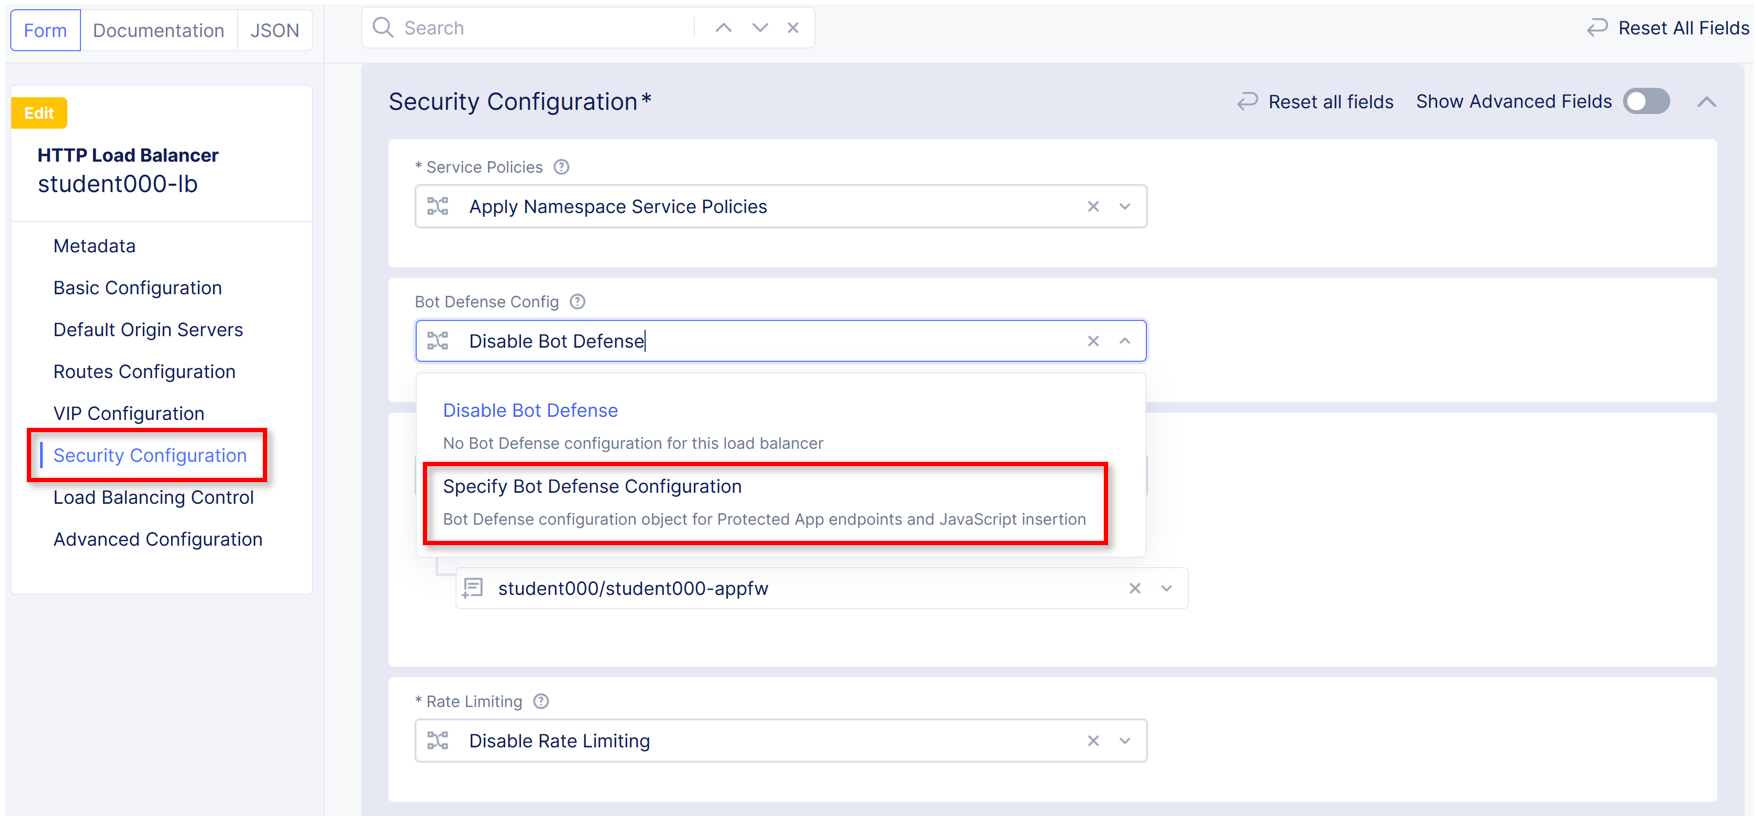 Form
Documentation
JSON
Search
Reset All Fields
Edit
HTTP Load Balancer
student000-lb
Metadata
Basic Configuration
Default Origin Servers
Routes Configuration
VIP Configuration
Security Configuration
Load Balancing Control
Advanced Configuration
Security Configuration*
Reset all fields
Show Advanced Fields
* Service Policies
Apply Namespace Service Policies
Bot Defense Config
Disable Bot Defense
Disable Bot Defense
No Bot Defense configuration for this load balancer
Specify Bot Defense Configuration
Bot Defense configuration object for Protected App endpoints and JavaScript insertion
student000/student000-appfw
* Rate Limiting
Disable Rate Limiting